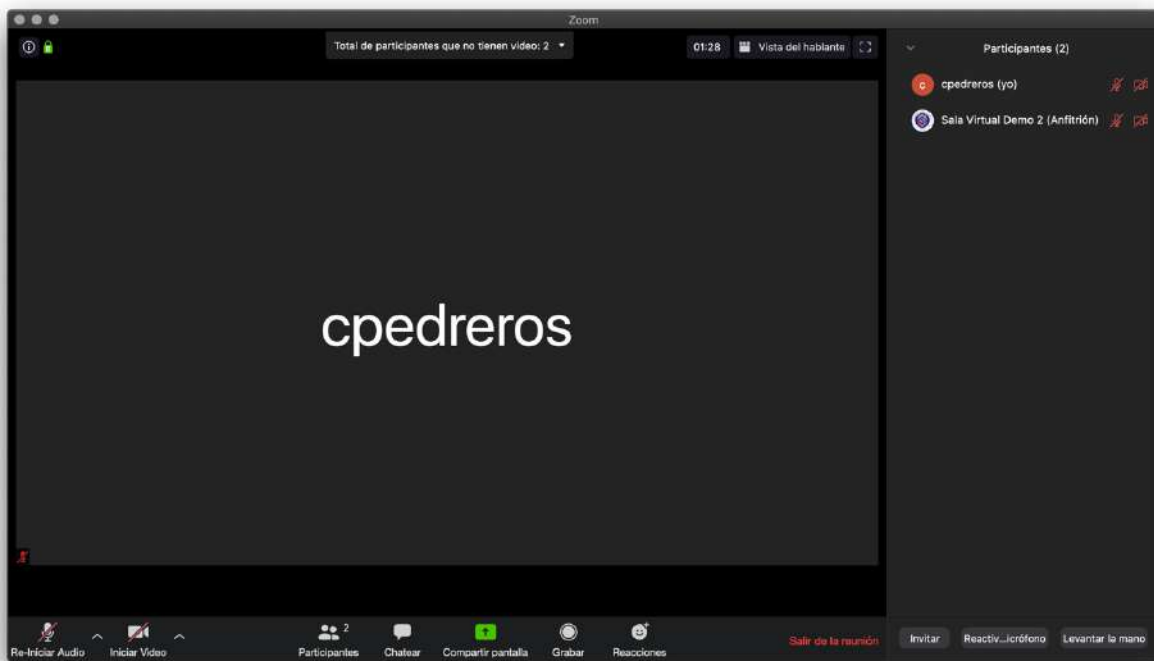 Zoom
Total de participantes que no tienen video: 2
01:28
Vista del hablante
Participantes (2)
c
cpedreros (yo)
Sala Virtual Demo 2 (Anfitrión)
cpedreros
Re-Iniciar Audio
Iniciar Video
2
Participantes
Chatear
Compartir pantalla
Grabar
Reacciones
Salir de la reunión
Invitar
Reactiv...icrófono
Levantar la mano